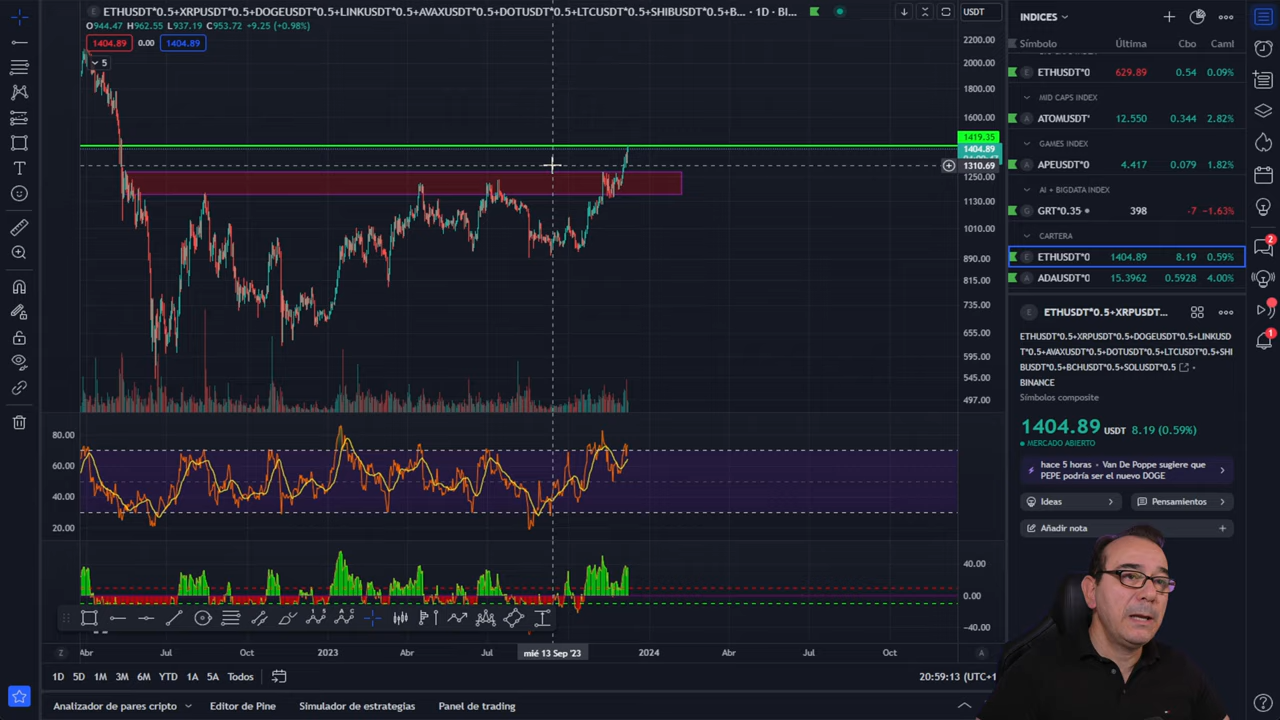 ETHUSDT*0.5+XRPUSDT*0.5+DOGEUSDT*0.5+LINKUSDT*0.5+AVAXUSDT*0.5+DOTUSDT*0.5+LTCUSDT*0.5+SHIBUSDT*0.5+B... · 1D · BI...
O944.47 H962.55 L937.19 C953.72 +9.25 (+0.98%)
1404.89 0.00 1404.89
5
USDT
2200.00
2000.00
1800.00
1600.00
1419.35
1404.89
1310.69
1250.00
1130.00
1010.00
890.00
815.00
735.00
655.00
595.00
545.00
497.00
80.00
60.00
40.00
20.00
40.00
0.00
−40.00
Abr Jul Oct 2023 Abr Jul mié 13 Sep '23 2024 Abr Jul Oct
Z
A
1D 5D 1M 3M 6M YTD 1A 5A Todos
20:59:13 (UTC+1
Analizador de pares cripto Editor de Pine Simulador de estrategias Panel de trading
INDICES
Símbolo Última Cbo Caml
ETHUSDT*0 629.89 0.54 0.09%
MID CAPS INDEX
ATOMUSDT* 12.550 0.344 2.82%
GAMES INDEX
APEUSDT* 4.417 0.079 1.82%
AI + BIGDATA INDEX
GRT*0.35 398 −7 −1.63%
CARTERA
ETHUSDT*0 1404.89 8.19 0.59%
ADAUSDT*0 15.3962 0.5928 4.00%
ETHUSDT*0.5+XRPUSDT...
ETHUSDT*0.5+XRPUSDT*0.5+DOGEUSDT*0.5+LINKUSD
T*0.5+AVAXUSDT*0.5+DOTUSDT*0.5+LTCUSDT*0.5+SHI
BUSDT*0.5+BCHUSDT*0.5+SOLUSDT*0.5 •
BINANCE
Símbolos composite
1404.89 USDT 8.19 (0.59%)
MERCADO ABIERTO
hace 5 horas • Van De Poppe sugiere que
PEPE podría ser el nuevo DOGE
Ideas Pensamientos
Añadir nota
2
1